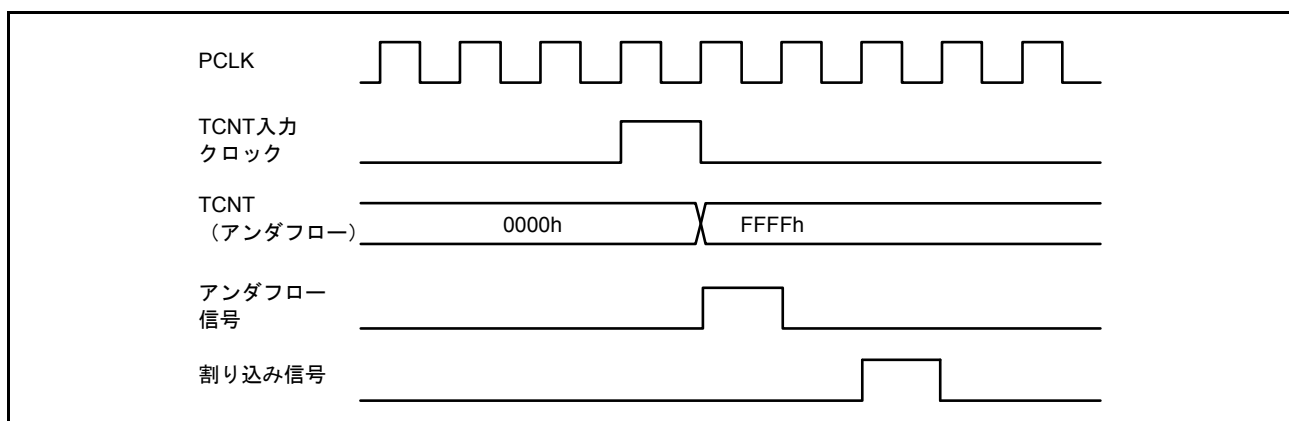 PCLK
TCNT入力
クロック
TCNT
（アンダフロー）
0000h
FFFFh
アンダフロー
信号
割り込み信号